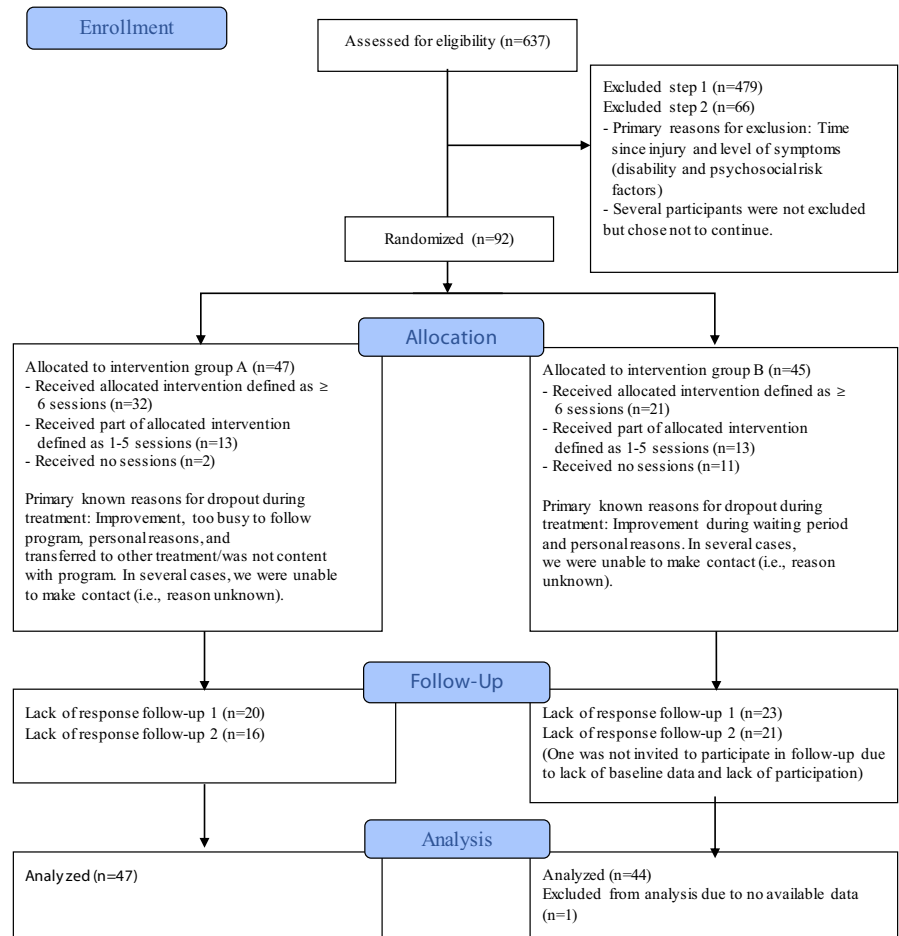 Enrollment
Assessed for eligibility (n=637)
Excluded step 1 (n=479)
Excluded step 2 (n=66)
- Primary reasons for exclusion: Time
since injury and level of symptoms
(disability and psychosocial risk
factors)
- Several participants were not excluded
but chose not to continue.
Randomized (n=92)
Allocation
Allocated to intervention group A (n=47)
- Received allocated intervention defined as ≥
6 sessions (n=32)
- Received part of allocated intervention
defined as 1-5 sessions (n=13)
- Received no sessions (n=2)
Primary known reasons for dropout during
treatment: Improvement, too busy to follow
program, personal reasons, and
transferred to other treatment/was not content
with program. In several cases, we were unable
to make contact (i.e., reason unknown).
Allocated to intervention group B (n=45)
- Received allocated intervention defined as ≥
6 sessions (n=21)
- Received part of allocated intervention
defined as 1-5 sessions (n=13)
- Received no sessions (n=11)
Primary known reasons for dropout during
treatment: Improvement during waiting period
and personal reasons. In several cases,
we were unable to make contact (i.e., reason
unknown).
Follow-Up
Lack of response follow-up 1 (n=20)
Lack of response follow-up 2 (n=16)
Lack of response follow-up 1 (n=23)
Lack of response follow-up 2 (n=21)
(One was not invited to participate in follow-up due
to lack of baseline data and lack of participation)
Analysis
Analyzed (n=47)
Analyzed (n=44)
Excluded from analysis due to no available data
(n=1)